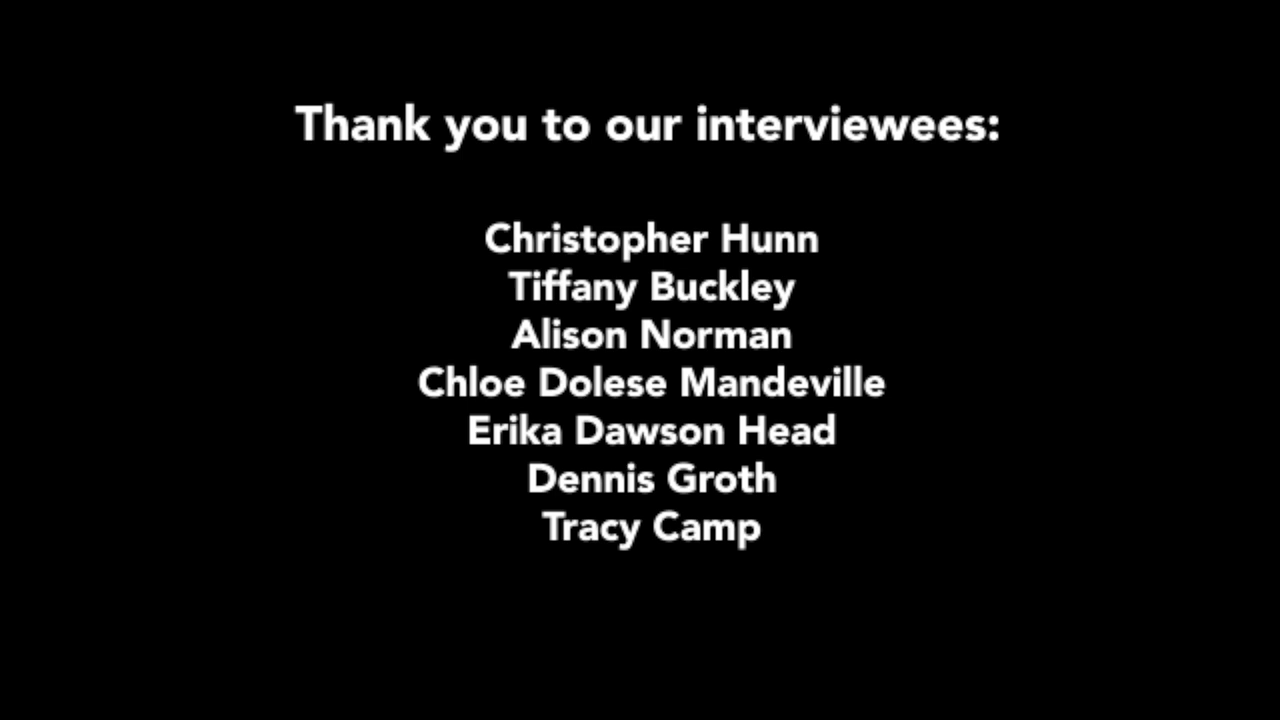 Thank you to our interviewees:
Christopher Hunn
Tiffany Buckley
Alison Norman
Chloe Dolese Mandeville
Erika Dawson Head
Dennis Groth
Tracy Camp